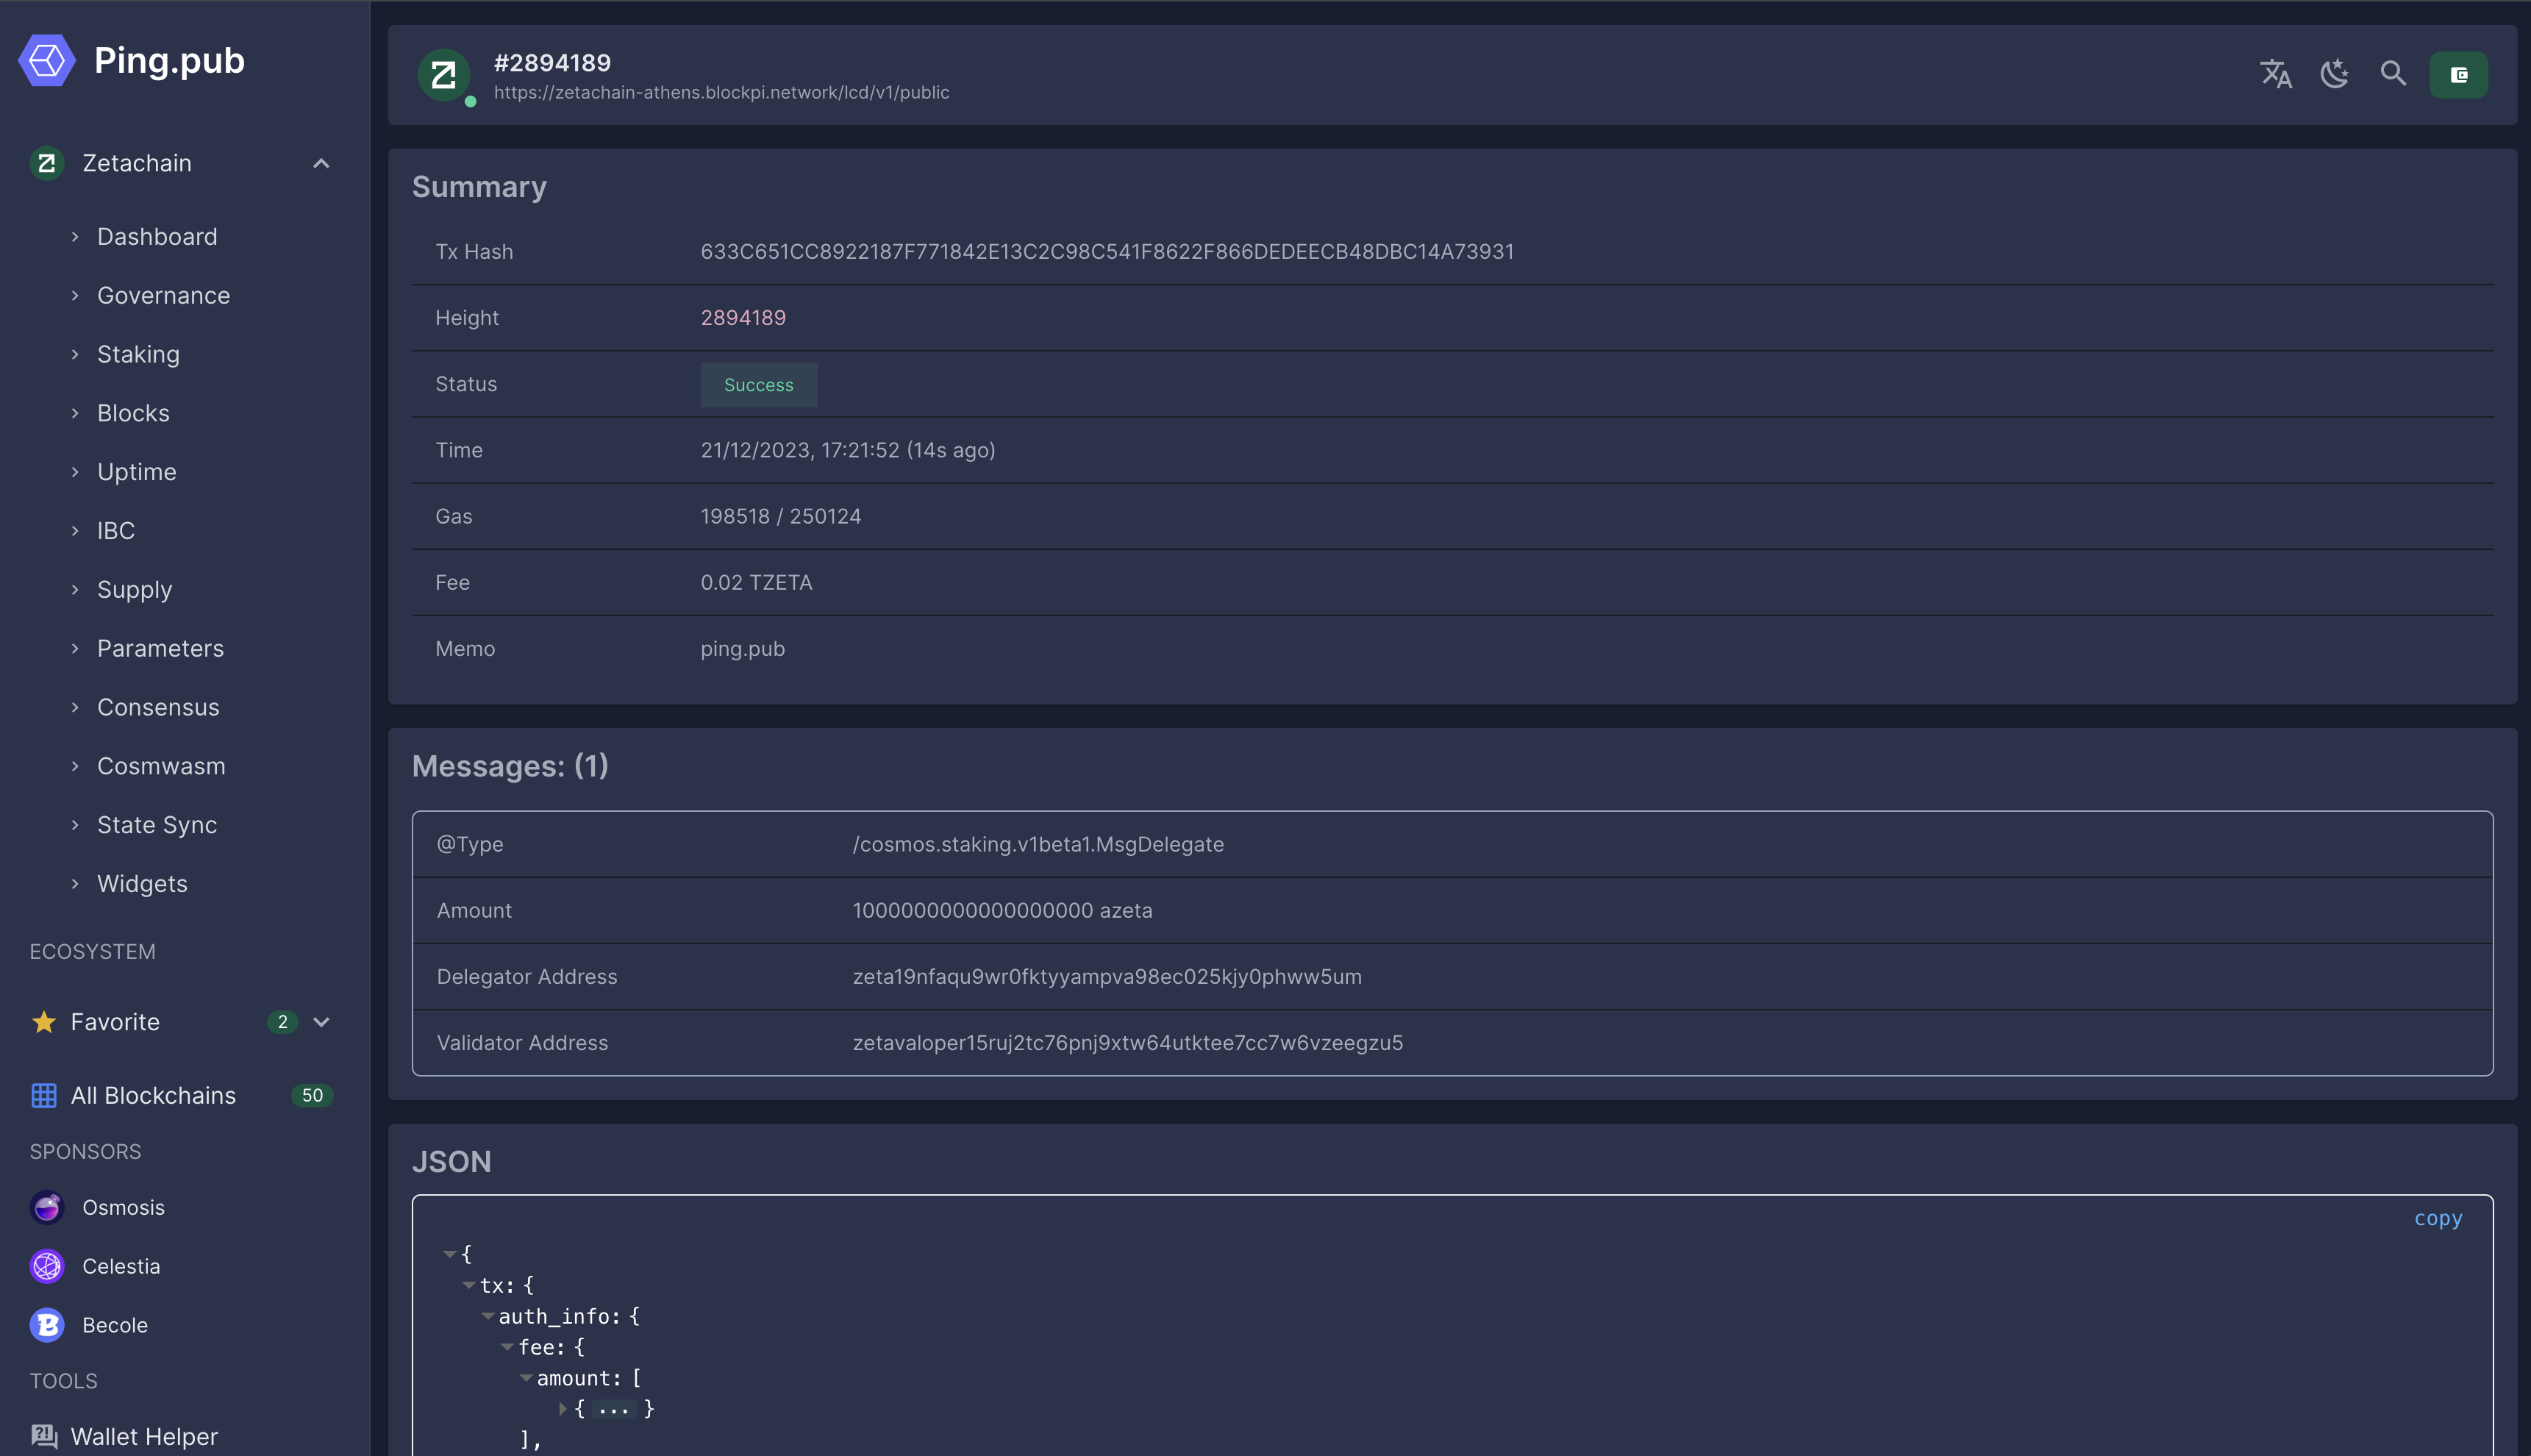 Ping.pub
Zetachain
Dashboard
Governance
Staking
Blocks
Uptime
IBC
Supply
Parameters
Consensus
Cosmwasm
State Sync
Widgets
ECOSYSTEM
Favorite 2
All Blockchains 50
SPONSORS
Osmosis
Celestia
Becole
TOOLS
Wallet Helper
#2894189
https://zetachain-athens.blockpi.network/lcd/v1/public
Summary
Tx Hash 633C651CC8922187F771842E13C2C98C541F8622F866DEDEECB48DBC14A73931
Height 2894189
Status Success
Time 21/12/2023, 17:21:52 (14s ago)
Gas 198518 / 250124
Fee 0.02 TZETA
Memo ping.pub
Messages: (1)
@Type /cosmos.staking.v1beta1.MsgDelegate
Amount 1000000000000000000 azeta
Delegator Address zeta19nfaqu9wr0fktyyampva98ec025kjy0phww5um
Validator Address zetavaloper15ruj2tc76pnj9xtw64utktee7cc7w6vzeegzu5
JSON
copy
{
tx: {
auth_info: {
fee: {
amount: [
{ ... }
],